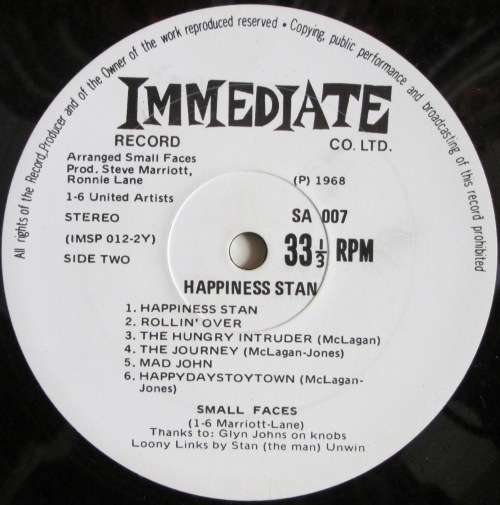 All rights of the Record Producer and of the Owner of the work reproduced reserved • Copying, public performance and broadcasting of this record prohibited
IMMEDIATE
RECORD CO. LTD.
Arranged Small Faces
Prod. Steve Marriott,
Ronnie Lane
(P) 1968
1-6 United Artists
STEREO
SA 007
(IMSP 012-2Y)
33 1/3 RPM
SIDE TWO
HAPPINESS STAN
1. HAPPINESS STAN
2. ROLLIN' OVER
3. THE HUNGRY INTRUDER (McLagan)
4. THE JOURNEY (McLagan-Jones)
5. MAD JOHN
6. HAPPYDAYSTOYTOWN (McLagan-
Jones)
SMALL FACES
(1-6 Marriott-Lane)
Thanks to: Glyn Johns on knobs
Loony Links by Stan (the man) Unwin